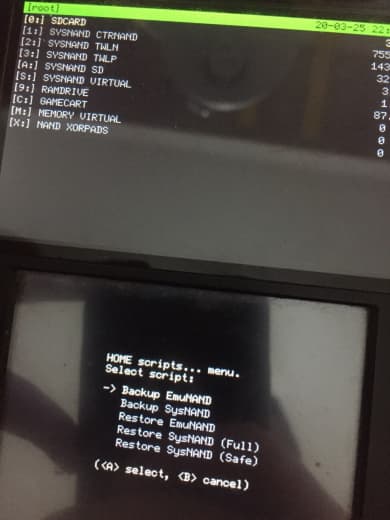 [root]
20-03-25 22:
[0:] SDCARD
[1:] SYSNAND CTRNAND
[2:] SYSNAND TWLN
755
[3:] SYSNAND TWLP
143
[A:] SYSNAND SD
32
[S:] SYSNAND VIRTUAL
3
[9:] RAMDRIVE
1
[C:] GAMECART
87.
[M:] MEMORY VIRTUAL
0
[X:] NAND XORPADS
0
0
HOME scripts... menu.
Select script:
-> Backup EmuNAND
Backup SysNAND
Restore EmuNAND
Restore SysNAND (Full)
Restore SysNAND (Safe)
(<A> select, <B> cancel)